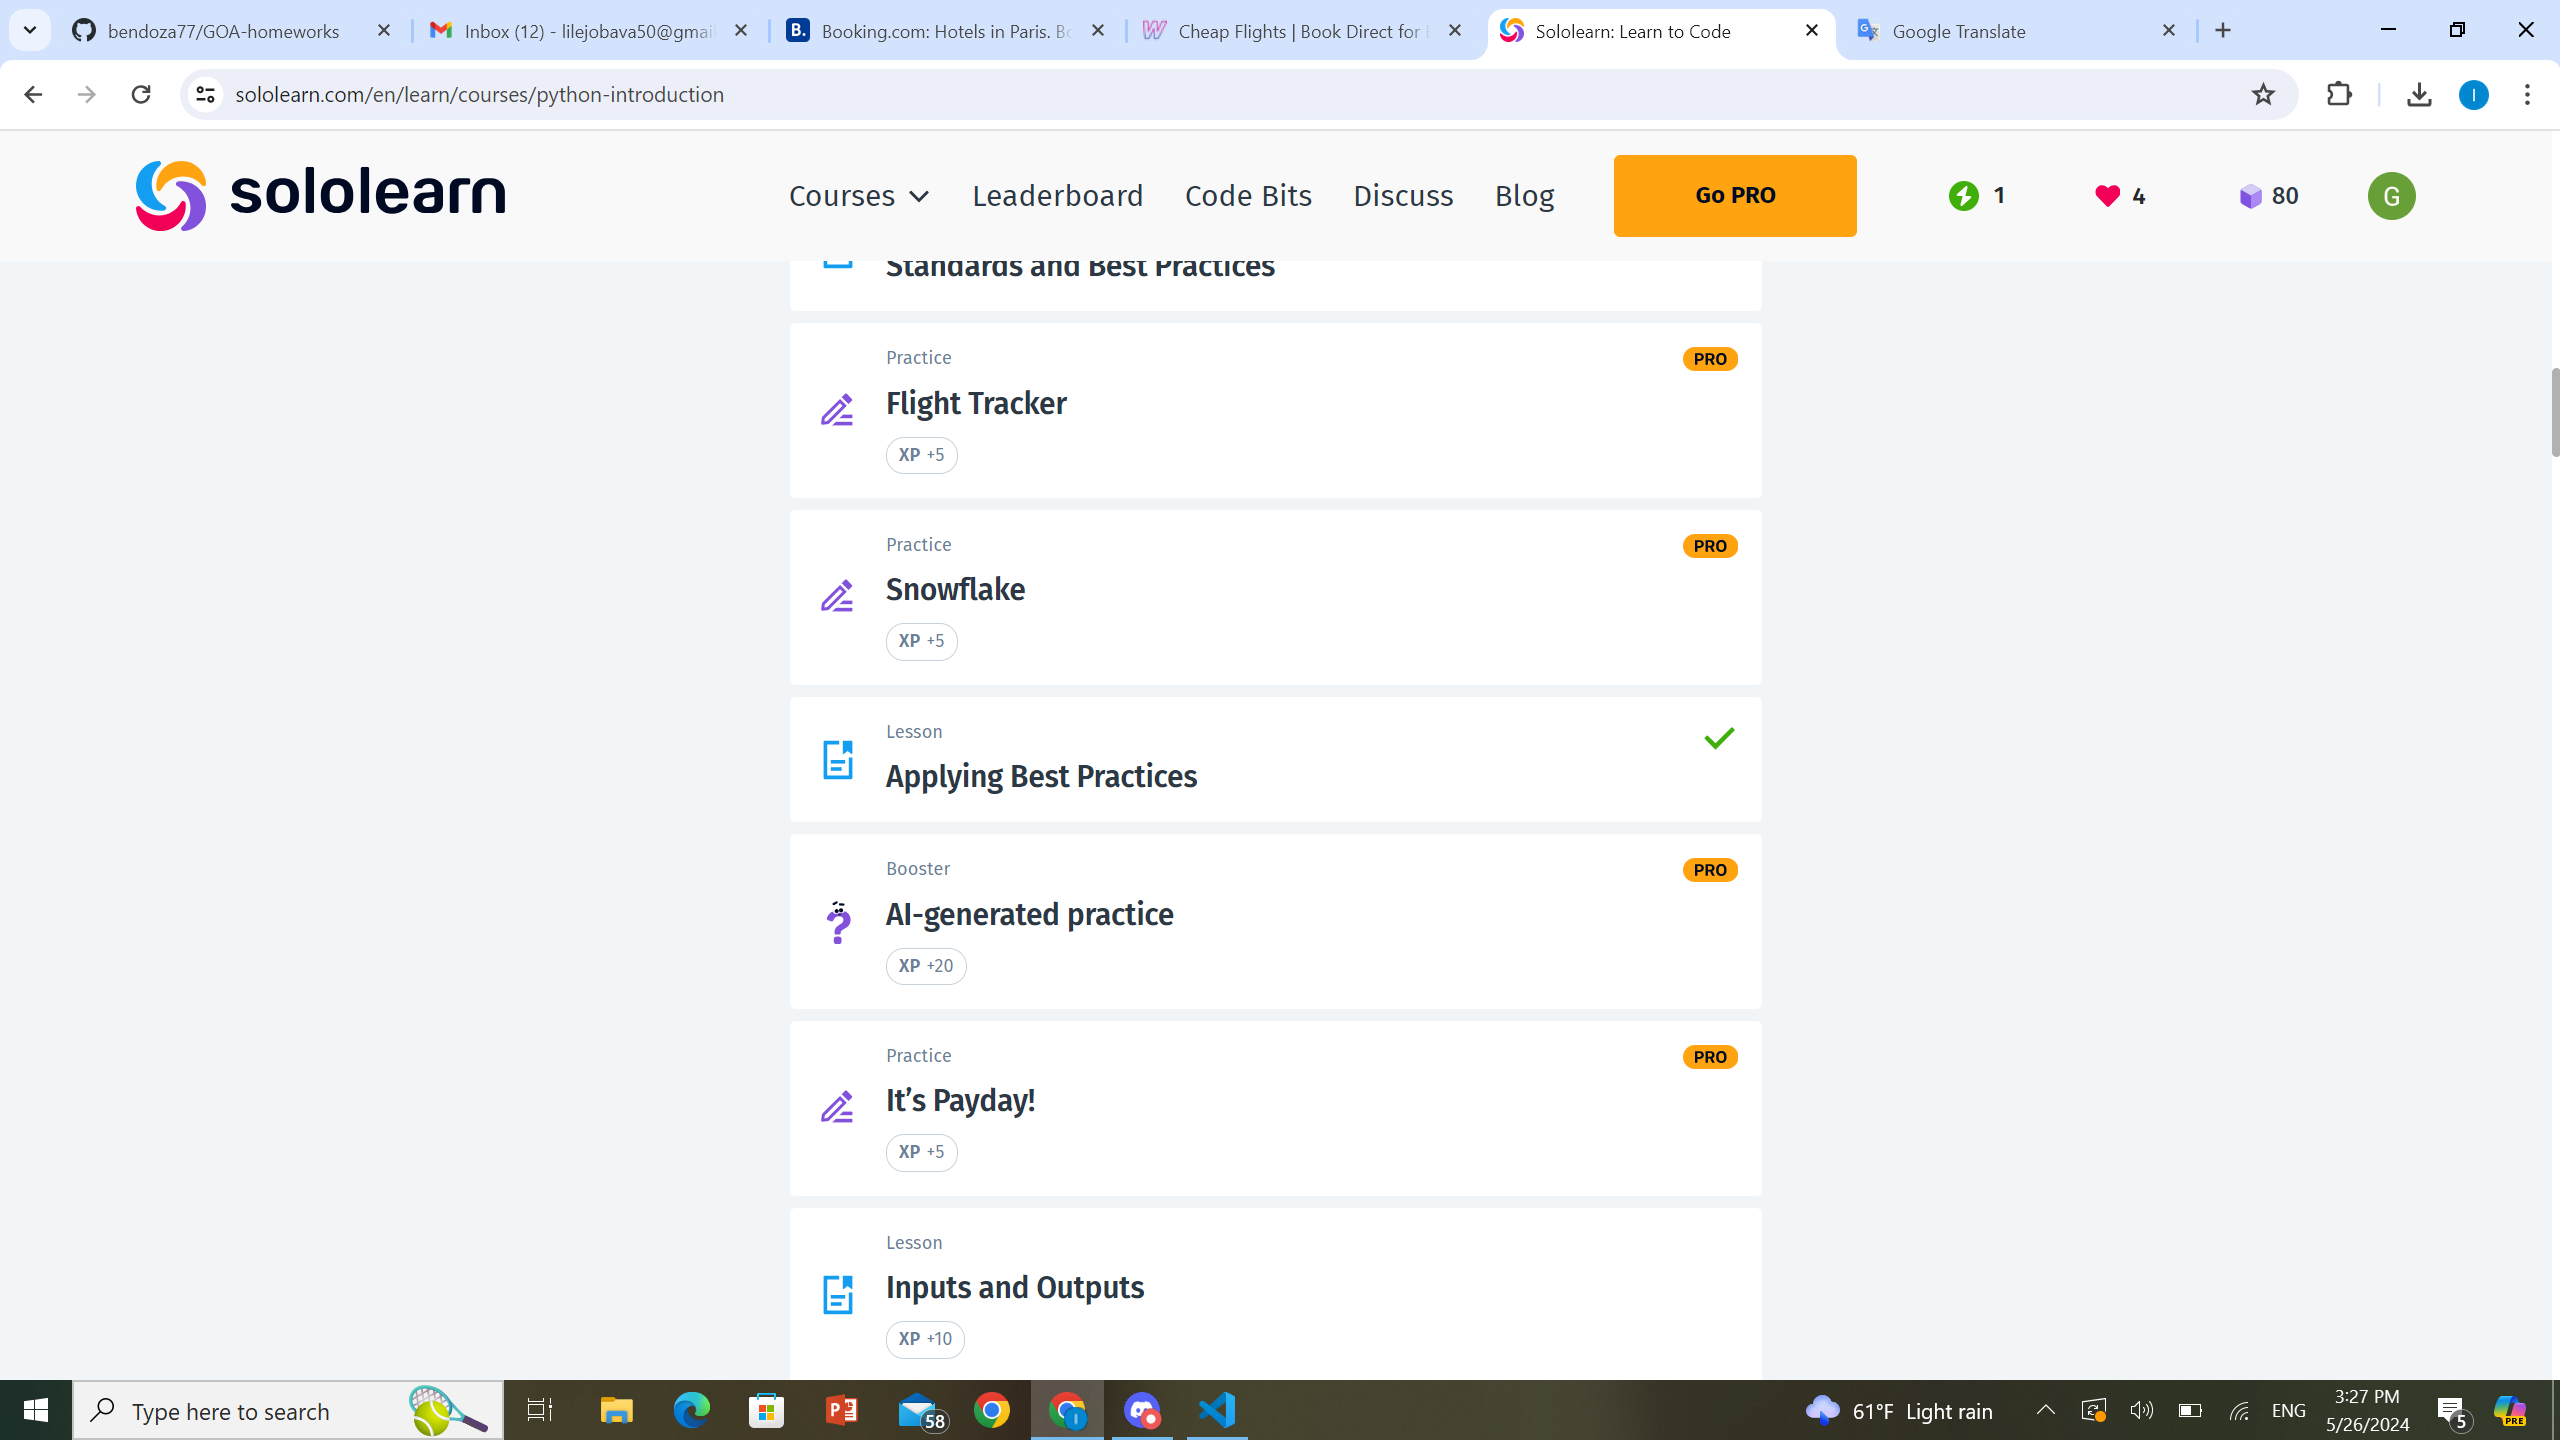 bendoza77/GOA-homeworks
Inbox (12) - lilejobava50@gmai
Booking.com: Hotels in Paris. Bo
Cheap Flights | Book Direct for
Sololearn: Learn to Code
Google Translate
sololearn.com/en/learn/courses/python-introduction
I
sololearn
Courses
Leaderboard
Code Bits
Discuss
Blog
Go PRO
1
4
80
G
Standards and Best Practices
Practice
PRO
Flight Tracker
XP +5
Practice
PRO
Snowflake
XP +5
Lesson
Applying Best Practices
Booster
PRO
AI-generated practice
XP +20
Practice
PRO
It’s Payday!
XP +5
Lesson
Inputs and Outputs
XP +10
Type here to search
58
61°F Light rain
ENG
3:27 PM
5/26/2024
5
PRE